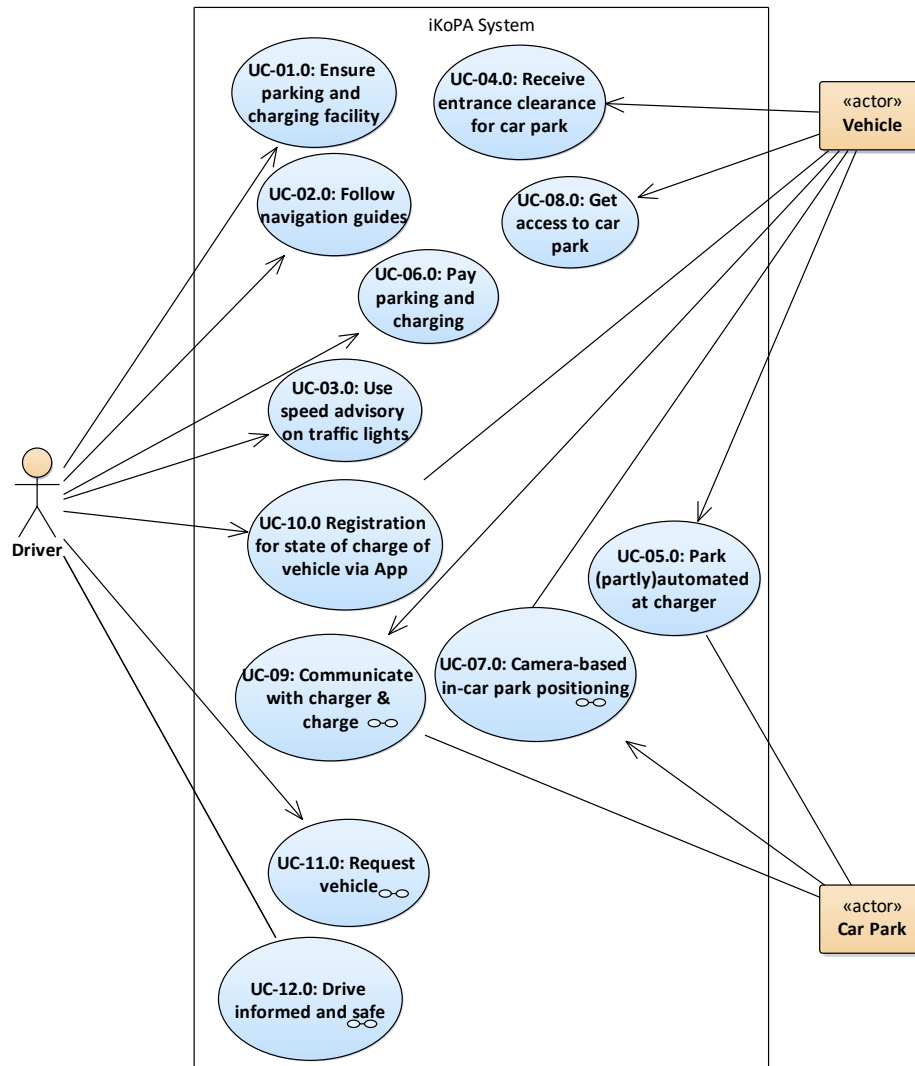 iKoPA System
UC-01.0: Ensure
parking and
charging facility
UC-04.0: Receive
entrance clearance
for car park
«actor»
Vehicle
UC-02.0: Follow
navigation guides
UC-08.0: Get
access to car
park
UC-06.0: Pay
parking and
charging
UC-03.0: Use
speed advisory
on traffic lights
Driver
UC-10.0 Registration
for state of charge of
vehicle via App
UC-05.0: Park
(partly)automated
at charger
UC-09: Communicate
with charger &
charge
UC-07.0: Camera-based
in-car park positioning
UC-11.0: Request
vehicle
«actor»
Car Park
UC-12.0: Drive
informed and safe